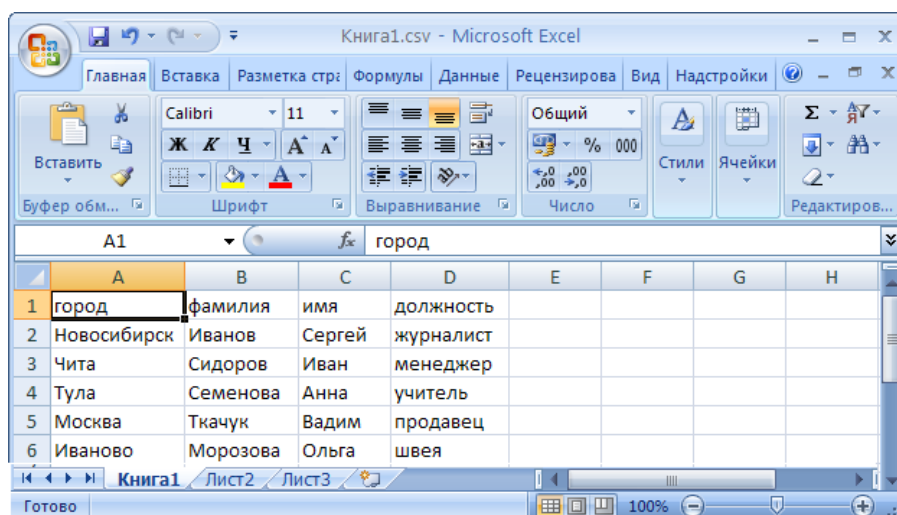 Книга1.csv - Microsoft Excel
Главная Вставка Разметка стра Формулы Данные Рецензирова Вид Надстройки
Calibri 11 Общий
Ж К Ч A A % 000
Вставить Стили Ячейки
Буфер обм... Шрифт Выравнивание Число Редактиров...
A1 fx город
A B C D E F G H
1 город фамилия имя должность
2 Новосибирск Иванов Сергей журналист
3 Чита Сидоров Иван менеджер
4 Тула Семенова Анна учитель
5 Москва Ткачук Вадим продавец
6 Иваново Морозова Ольга швея
Книга1 Лист2 Лист3
Готово 100%